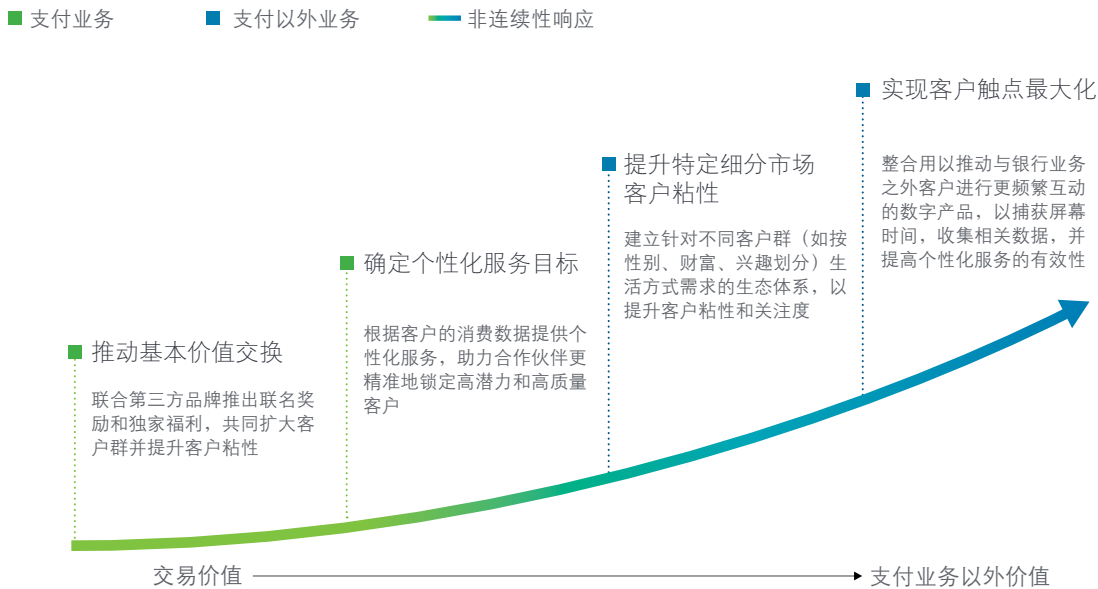 支付业务
支付以外业务
非连续性响应
实现客户触点最大化
整合用以推动与银行业务
之外客户进行更频繁互动
的数字产品，以捕获屏幕
时间，收集相关数据，并
提高个性化服务的有效性
提升特定细分市场
客户粘性
建立针对不同客户群（如按
性别、财富、兴趣划分）生
活方式需求的生态体系，以
提升客户粘性和关注度
确定个性化服务目标
根据客户的消费数据提供个
性化服务，助力合作伙伴更
精准地锁定高潜力和高质量
客户
推动基本价值交换
联合第三方品牌推出联名奖
励和独家福利，共同扩大客
户群并提升客户粘性
交易价值
支付业务以外价值